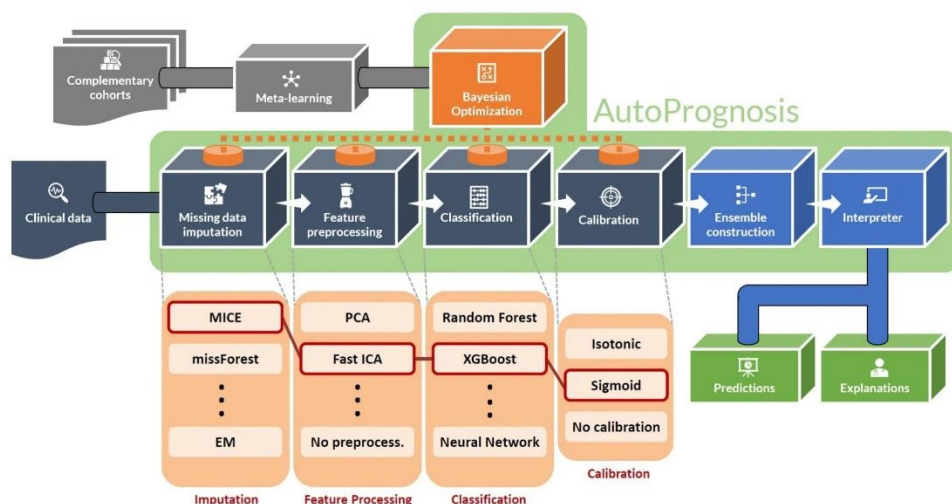 Complementary
cohorts
Meta-learning
Bayesian
Optimization
AutoPrognosis
Clinical data
Missing data
imputation
Feature
preprocessing
Classification
Calibration
Ensemble
construction
Interpreter
MICE
missForest
EM
Imputation
PCA
Fast ICA
No preprocess.
Feature Processing
Random Forest
XGBoost
Neural Network
Classification
Isotonic
Sigmoid
No calibration
Calibration
Predictions
Explanations